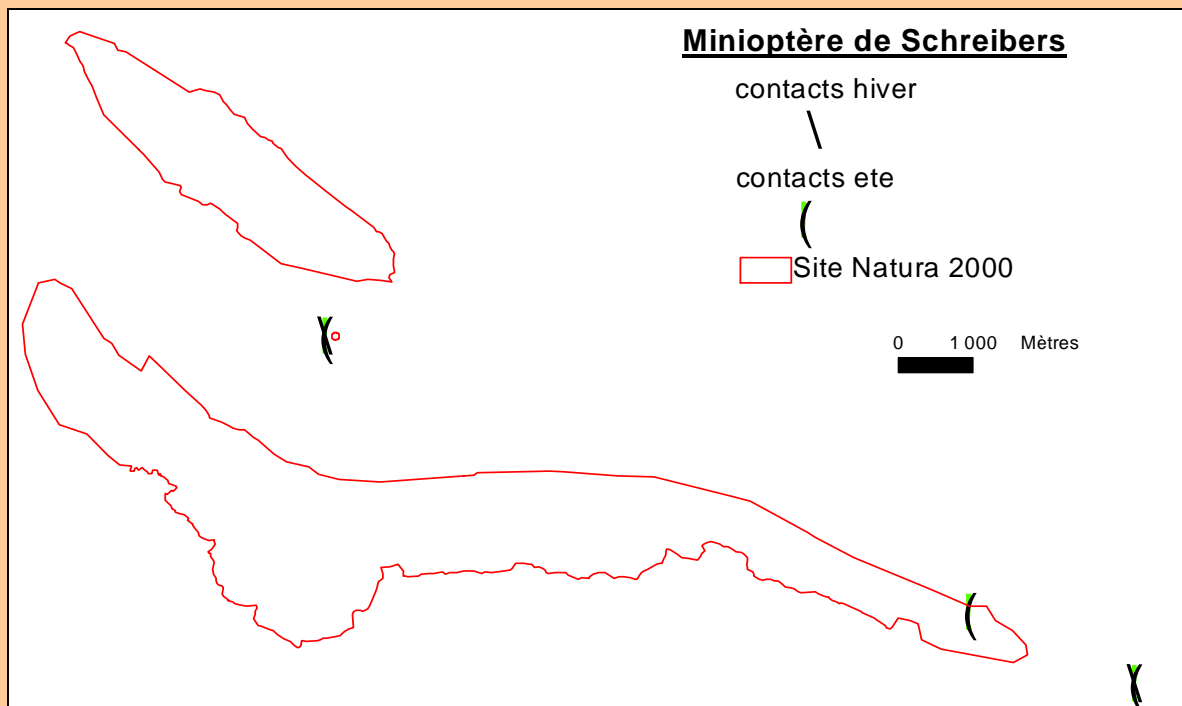 Minioptère de Schreibers
contacts hiver
contacts ete
Site Natura 2000
0 1 000 Mètres